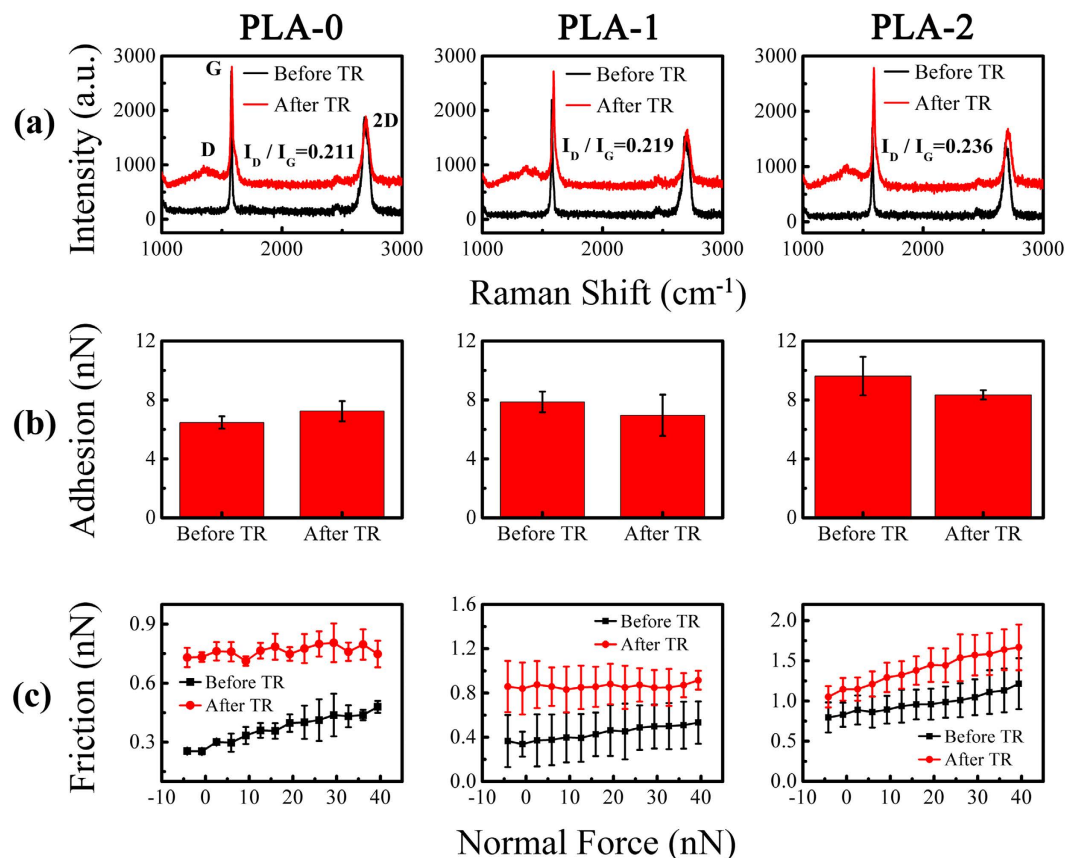 PLA-0 PLA-1 PLA-2
(a)
Intensity (a.u.)
3000
2000
1000
0
G
D
2D
Before TR
After TR
I_D / I_G=0.211
1000 2000 3000
3000
2000
1000
0
Before TR
After TR
I_D / I_G=0.219
1000 2000 3000
3000
2000
1000
0
Before TR
After TR
I_D / I_G=0.236
1000 2000 3000
Raman Shift (cm⁻¹)
(b)
Adhesion (nN)
12
8
4
0
Before TR After TR
12
8
4
0
Before TR After TR
12
8
4
0
Before TR After TR
(c)
Friction (nN)
0.9
0.6
0.3
Before TR
After TR
-10 0 10 20 30 40
1.6
1.2
0.8
0.4
0.0
Before TR
After TR
-10 0 10 20 30 40
2.0
1.5
1.0
0.5
0.0
Before TR
After TR
-10 0 10 20 30 40
Normal Force (nN)